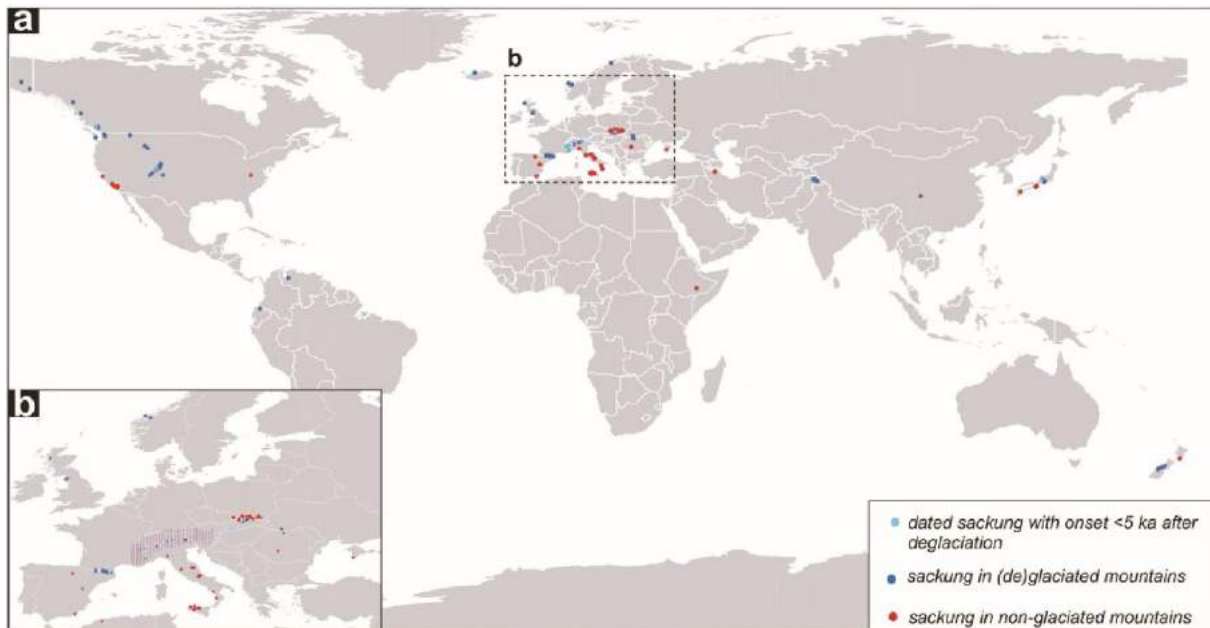 a
b
b
dated sackung with onset <5 ka after
deglaciation
sackung in (de)glaciated mountains
sackung in non-glaciated mountains